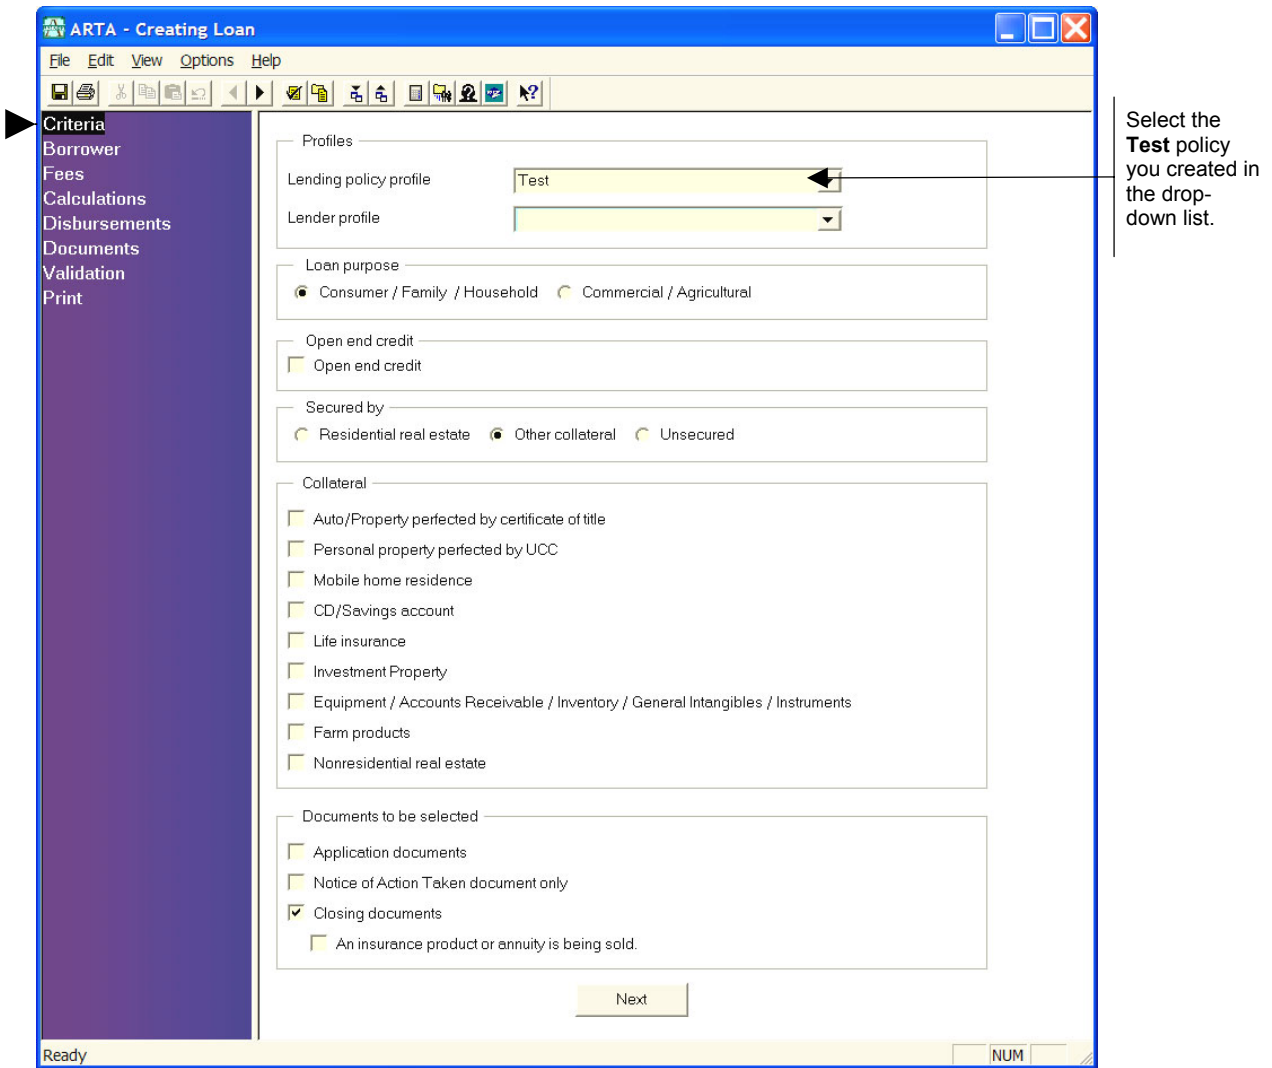 ARTA - Creating Loan
File Edit View Options Help
Criteria
Borrower
Fees
Calculations
Disbursements
Documents
Validation
Print
Profiles
Lending policy profile Test
Lender profile
Loan purpose
Consumer / Family / Household Commercial / Agricultural
Open end credit
Open end credit
Secured by
Residential real estate Other collateral Unsecured
Collateral
Auto/Property perfected by certificate of title
Personal property perfected by UCC
Mobile home residence
CD/Savings account
Life insurance
Investment Property
Equipment / Accounts Receivable / Inventory / General Intangibles / Instruments
Farm products
Nonresidential real estate
Documents to be selected
Application documents
Notice of Action Taken document only
Closing documents
An insurance product or annuity is being sold.
Next
Ready NUM
Select the
Test policy
you created in
the drop-
down list.